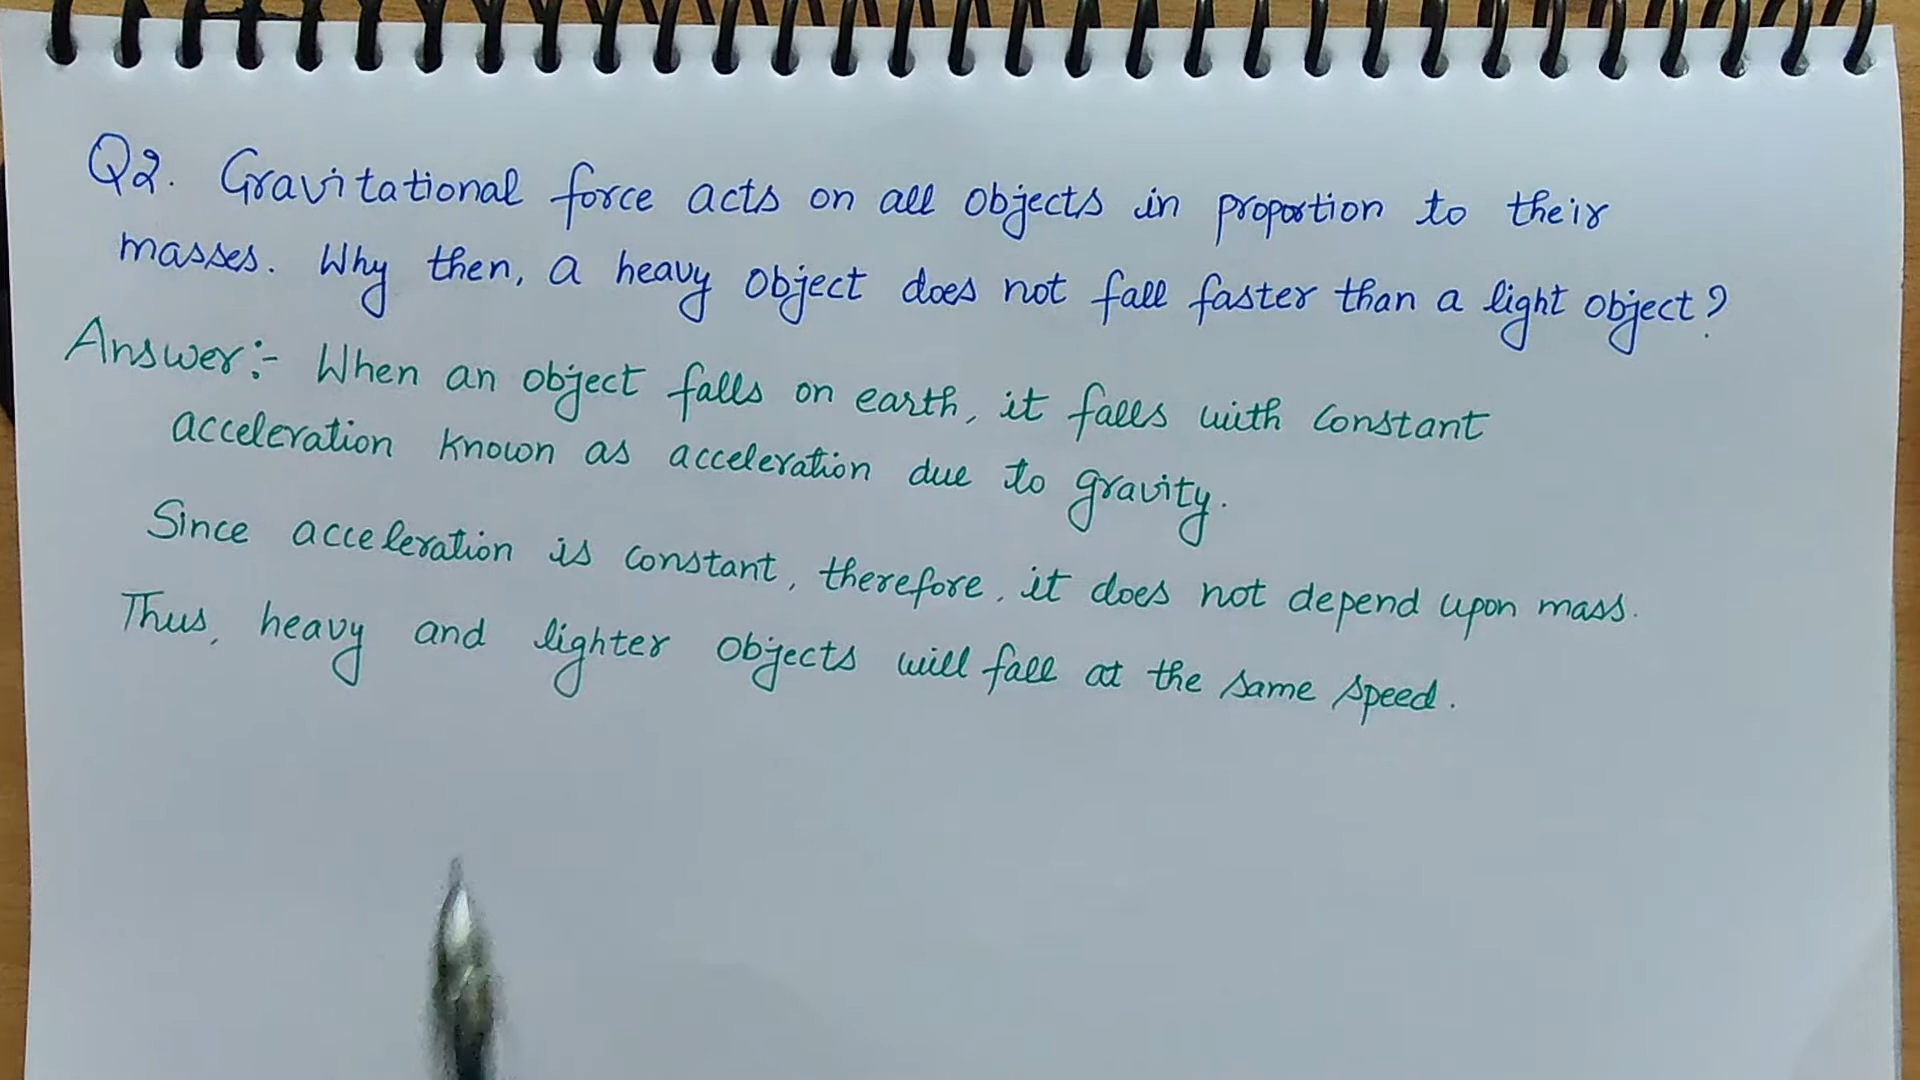 Q2. Gravitational force acts on all objects in proportion to their
masses. Why then, a heavy object does not fall faster than a light object?
Answer:- When an object falls on earth, it falls with constant
acceleration known as acceleration due to gravity.
Since acceleration is constant, therefore, it does not depend upon mass.
Thus, heavy and lighter objects will fall at the same speed.